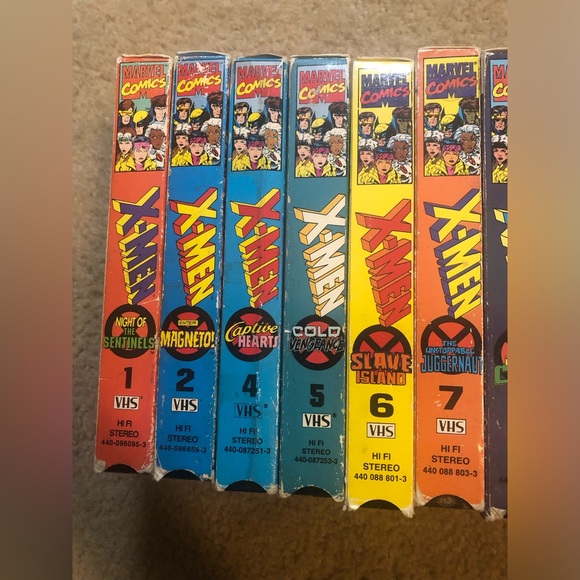 MARVEL
COMICS
X-MEN
NIGHT OF
THE
SENTINELS
1
VHS
HI FI
STEREO
440-086095-3
MARVEL
COMICS
X-MEN
ENTER
MAGNETO!
2
VHS
HI FI
STEREO
MARVEL
COMICS
X-MEN
Captive
HEARTS
4
VHS
HI FI
STEREO
440-087251-3
MARVEL
COMICS
X-MEN
COLD
VENGEANCE
5
VHS
HI FI
STEREO
440-087253-3
MARVEL
COMICS
X-MEN
SLAVE
ISLAND
6
VHS
HI FI
STEREO
440 088 801-3
MARVEL
COMICS
X-MEN
THE
UNSTOPPABLE
JUGGERNAUT
7
VHS
HI FI
STEREO
440 088 803-3